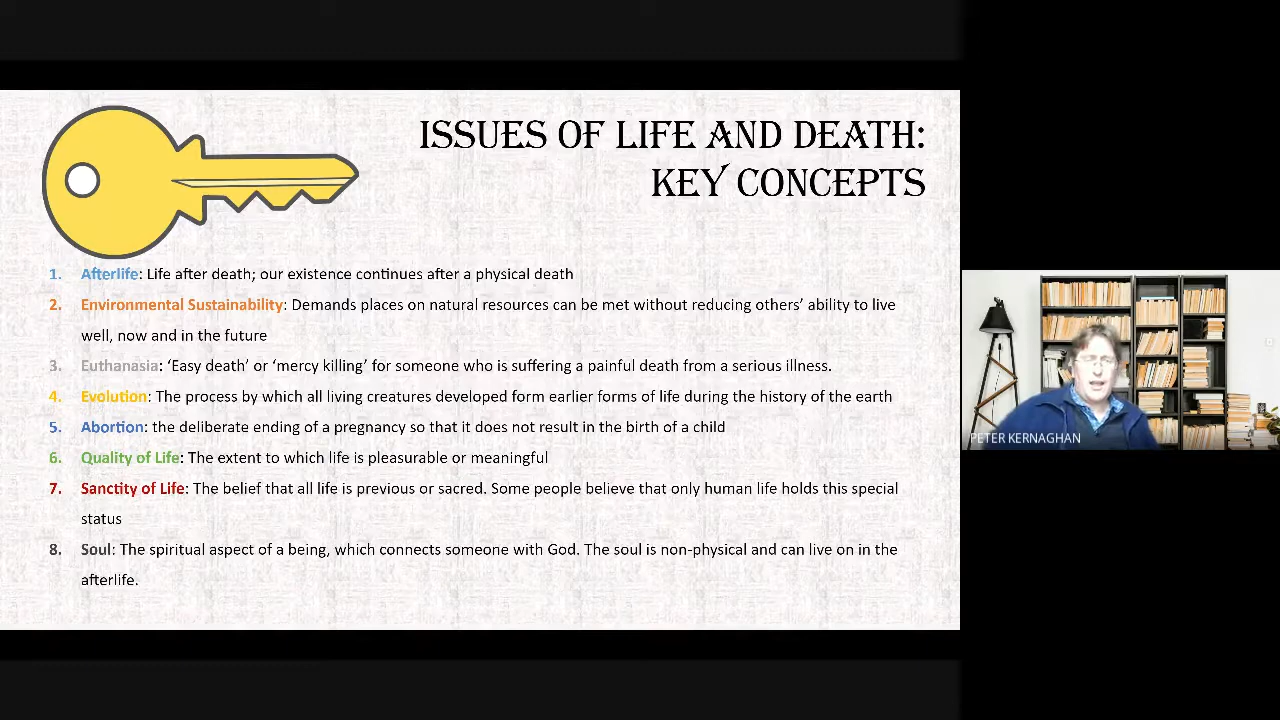 ISSUES OF LIFE AND DEATH:
KEY CONCEPTS
1. Afterlife: Life after death; our existence continues after a physical death
2. Environmental Sustainability: Demands places on natural resources can be met without reducing others’ ability to live
well, now and in the future
3. Euthanasia: ‘Easy death’ or ‘mercy killing’ for someone who is suffering a painful death from a serious illness.
4. Evolution: The process by which all living creatures developed form earlier forms of life during the history of the earth
5. Abortion: the deliberate ending of a pregnancy so that it does not result in the birth of a child
6. Quality of Life: The extent to which life is pleasurable or meaningful
7. Sanctity of Life: The belief that all life is previous or sacred. Some people believe that only human life holds this special
status
8. Soul: The spiritual aspect of a being, which connects someone with God. The soul is non-physical and can live on in the
afterlife.
PETER KERNAGHAN